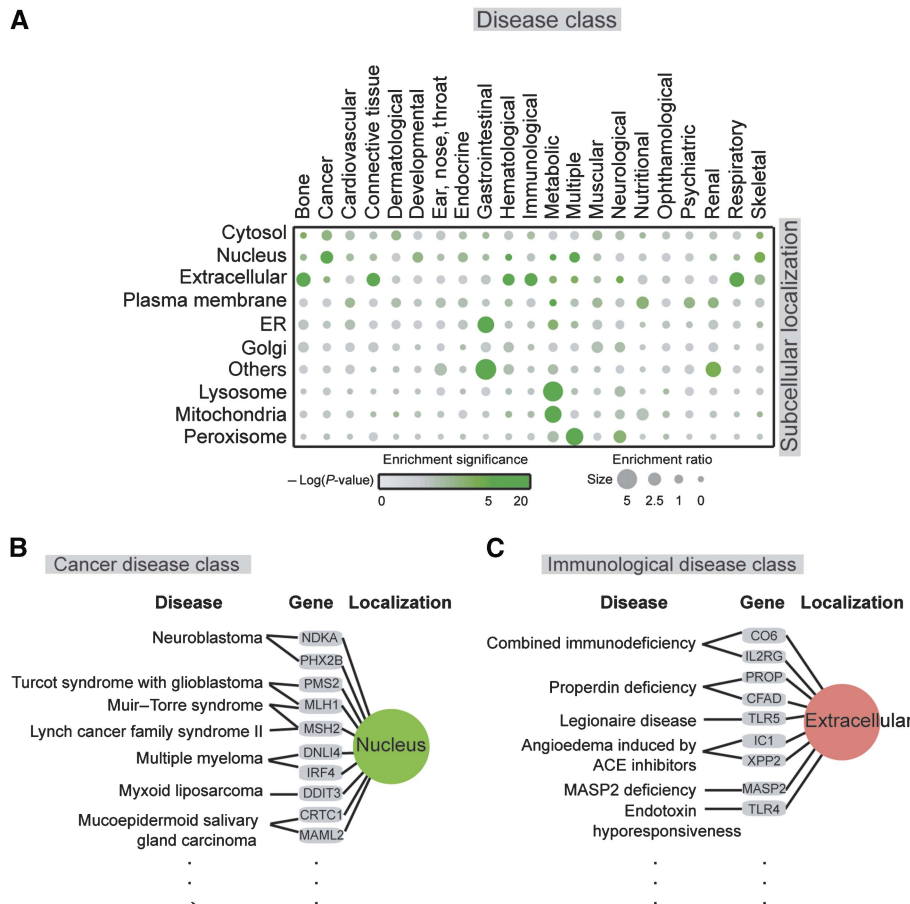 A
Disease class
Bone
Cancer
Cardiovascular
Connective tissue
Dermatological
Developmental
Ear, nose, throat
Endocrine
Gastrointestinal
Hematological
Immunological
Metabolic
Multiple
Muscular
Neurological
Nutritional
Ophthamological
Psychiatric
Renal
Respiratory
Skeletal
Cytosol
Nucleus
Extracellular
Plasma membrane
ER
Golgi
Others
Lysosome
Mitochondria
Peroxisome
Subcellular localization
Enrichment significance
– Log(P-value)
0 5 20
Enrichment ratio
Size
5 2.5 1 0
B
Cancer disease class
Disease Gene Localization
Neuroblastoma
NDKA
PHX2B
Turcot syndrome with glioblastoma
PMS2
Muir–Torre syndrome
MLH1
Lynch cancer family syndrome II
MSH2
Multiple myeloma
DNLI4
IRF4
Myxoid liposarcoma
DDIT3
Mucoepidermoid salivary
gland carcinoma
CRTC1
MAML2
Nucleus
C
Immunological disease class
Disease Gene Localization
Combined immunodeficiency
CO6
IL2RG
Properdin deficiency
PROP
CFAD
Legionaire disease
TLR5
Angioedema induced by
ACE inhibitors
IC1
XPP2
MASP2 deficiency
MASP2
Endotoxin
hyporesponsiveness
TLR4
Extracellular